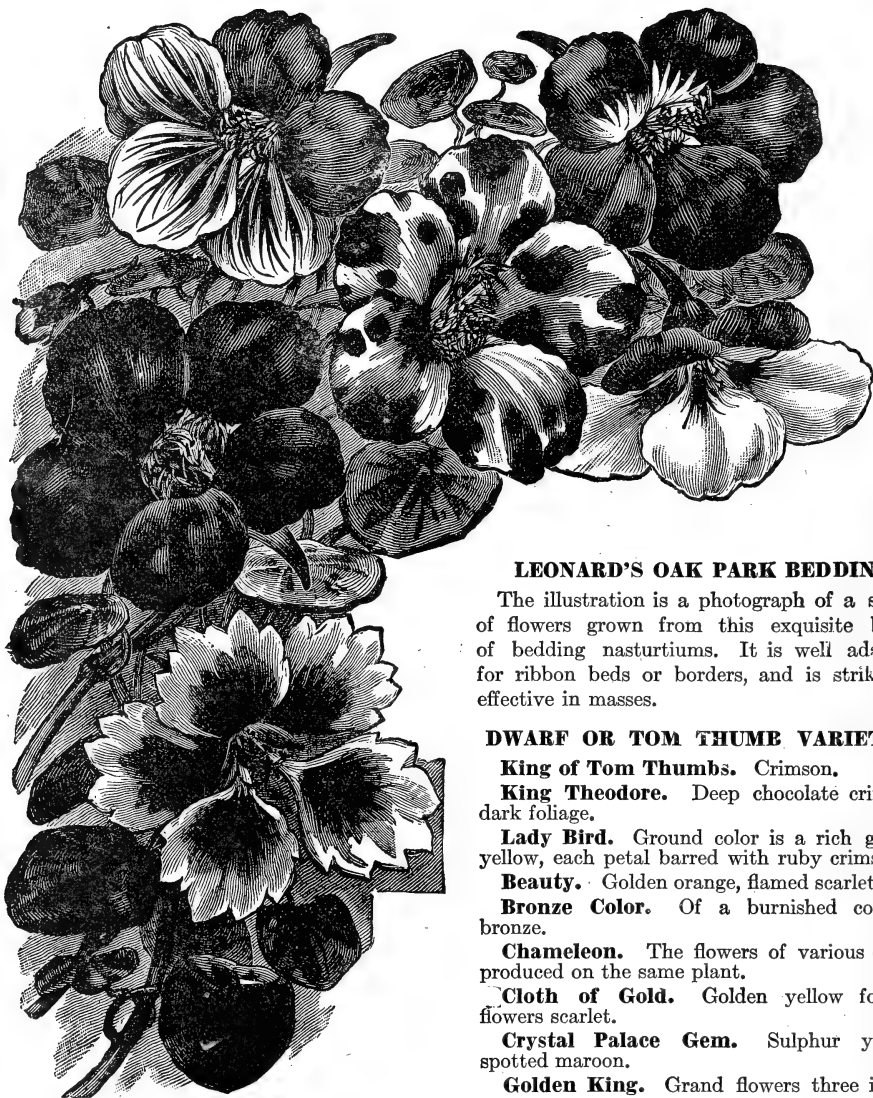 LEONARD'S OAK PARK BEDDIN
The illustration is a photograph of a s
of flowers grown from this exquisite
of bedding nasturtiums. It is well ad
for ribbon beds or borders, and is strik
effective in masses.
DWARF OR TOM THUMB VARIET
King of Tom Thumbs. Crimson.
King Theodore. Deep chocolate cri
dark foliage.
Lady Bird. Ground color is a rich g
yellow, each petal barred with ruby crims
Beauty. Golden orange, flamed scarlet
Bronze Color. Of a burnished co
bronze.
Chameleon. The flowers of various
produced on the same plant.
Cloth of Gold. Golden yellow fo
flowers scarlet.
Crystal Palace Gem. Sulphur y
spotted maroon.
Golden King. Grand flowers three i